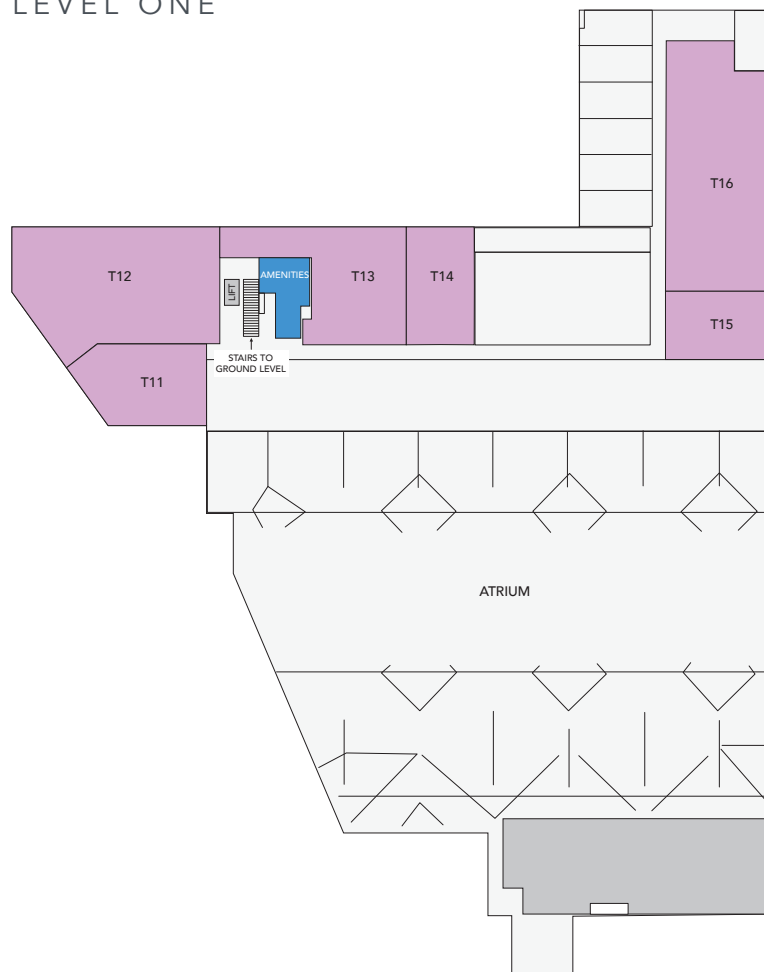 LEVEL ONE
T16
T12
LIFT
AMENITIES
T13
T14
T15
STAIRS TO
GROUND LEVEL
T11
ATRIUM